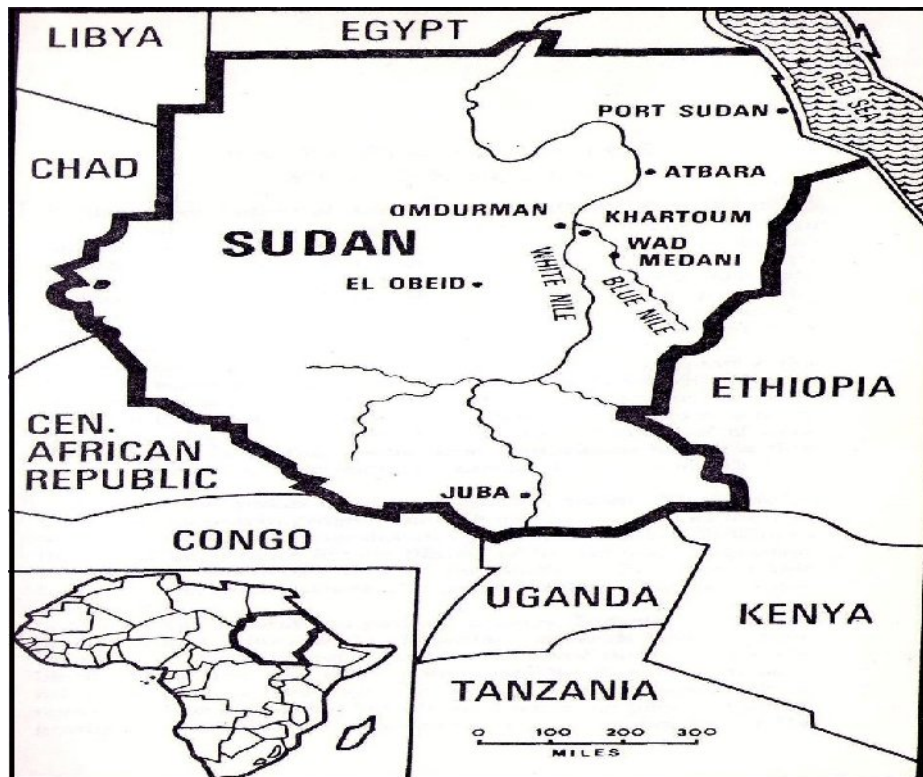 LIBYA
EGYPT
RED SEA
PORT SUDAN
CHAD
ATBARA
OMDURMAN
KHARTOUM
SUDAN
WAD
MEDANI
EL OBEID
WHITE NILE
BLUE NILE
ETHIOPIA
CEN.
AFRICAN
REPUBLIC
JUBA
CONGO
UGANDA
KENYA
TANZANIA
0 100 200 300
MILES